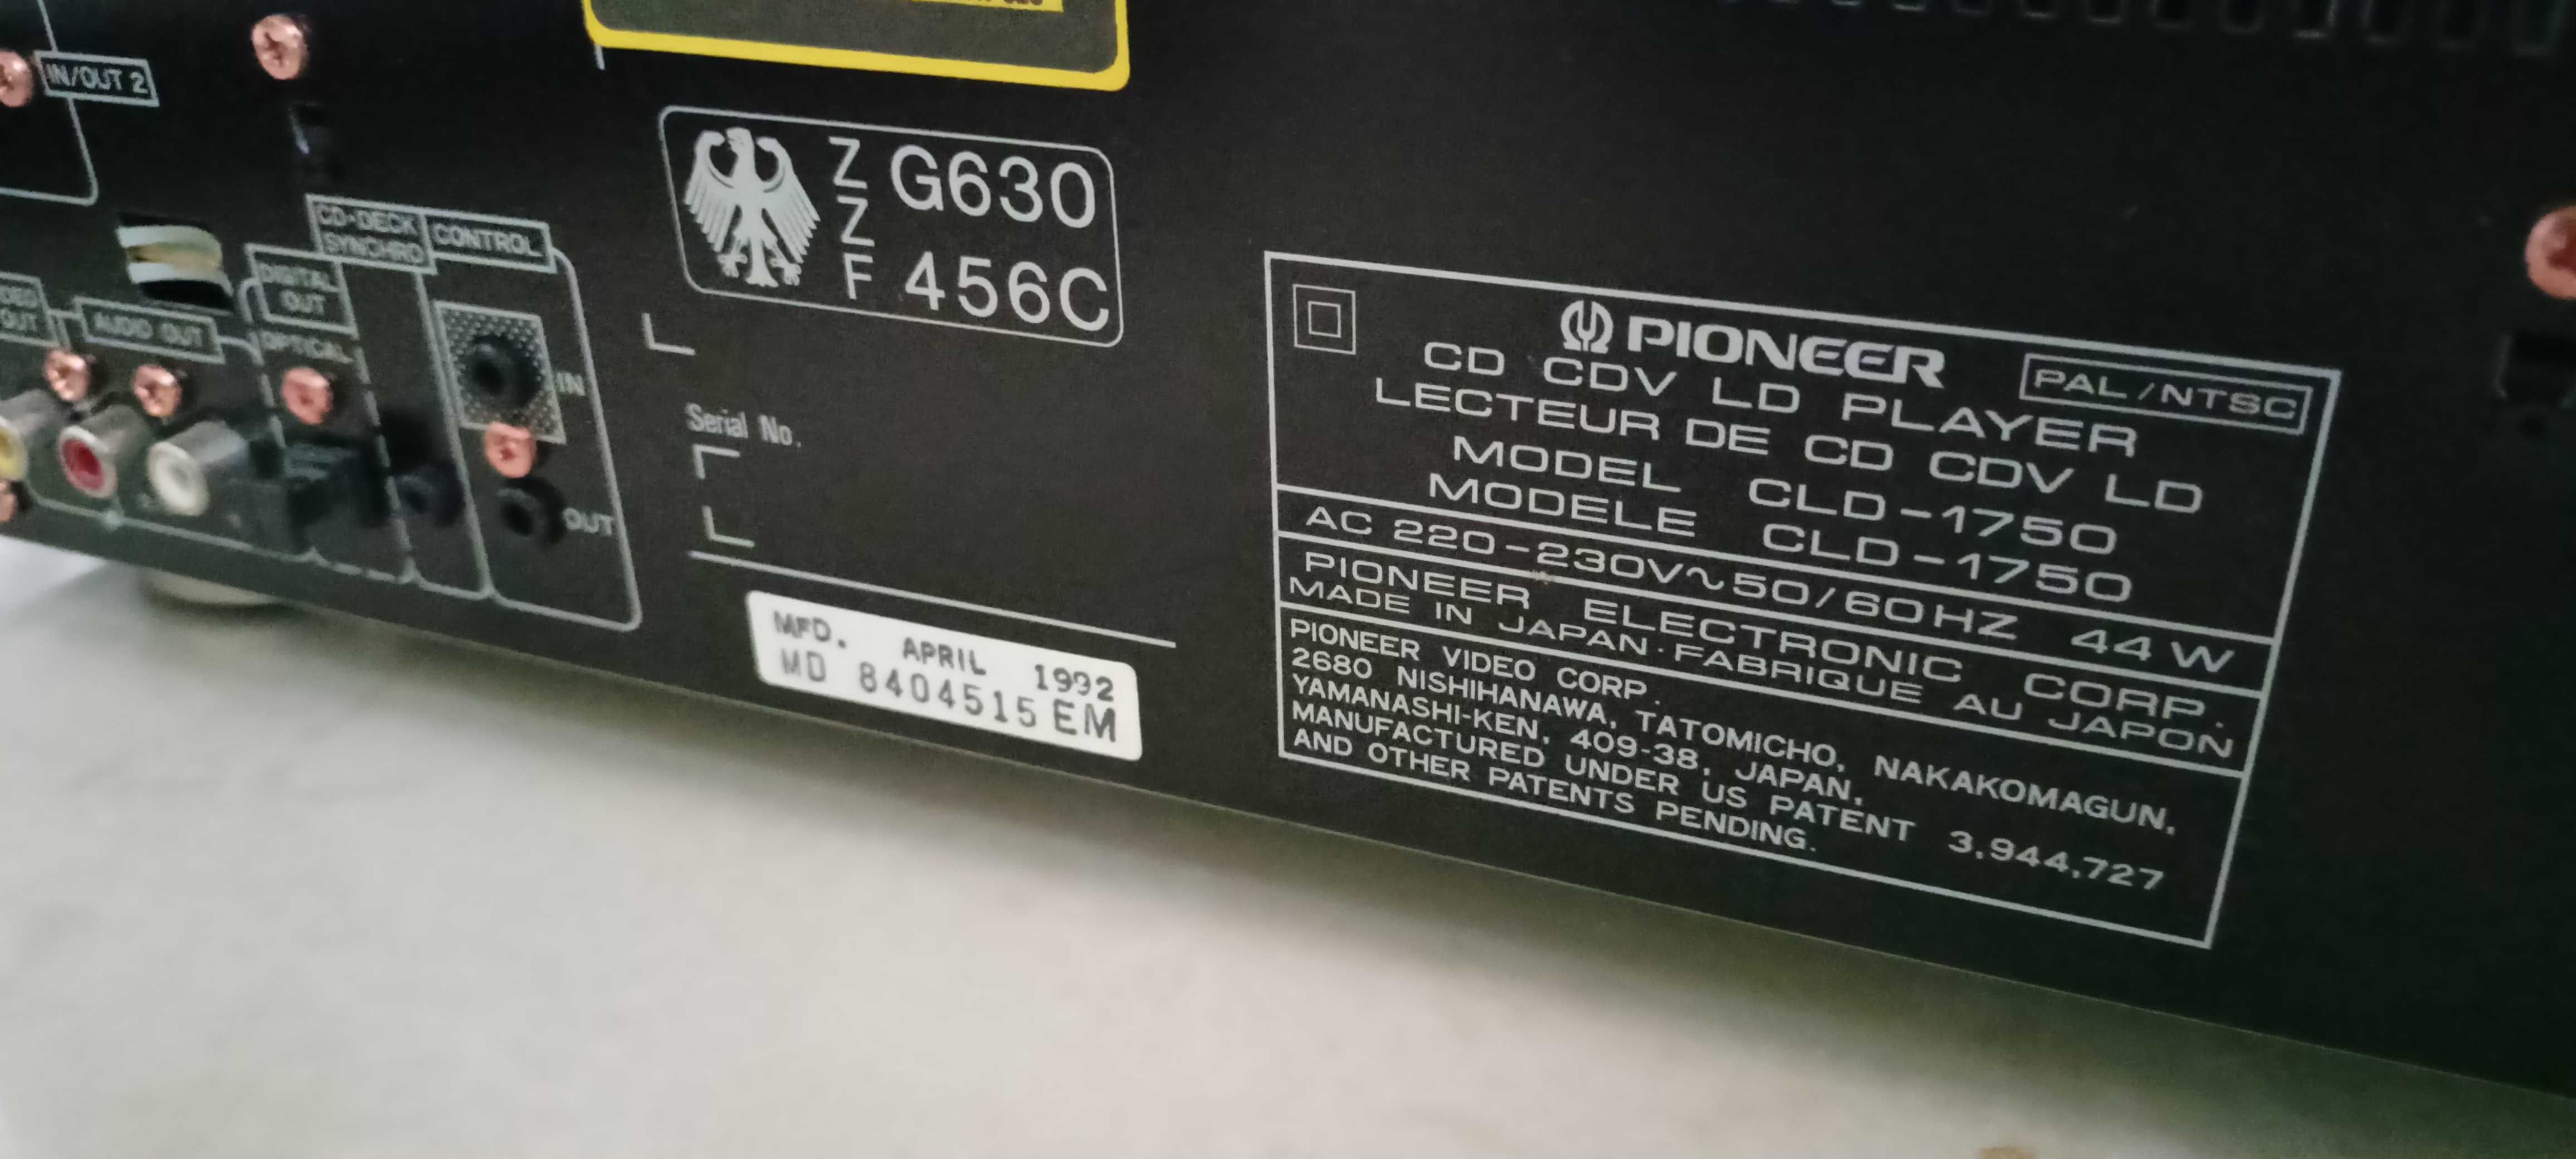 IN/OUT 2
CD-DECK
SYNCHRO
CONTROL
DIGITAL
OUT
OPTICAL
OUT
AUDIO OUT
IN
OUT
Z
Z
F
G630
456C
Serial No.
MFD. APRIL 1992
MD 8404515 EM
PIONEER
PAL/NTSC
CD CDV LD PLAYER
LECTEUR DE CD CDV LD
MODEL CLD-1750
MODELE CLD-1750
AC 220-230V~50/60HZ 44W
PIONEER ELECTRONIC CORP.
MADE IN JAPAN·FABRIQUE AU JAPON
PIONEER VIDEO CORP.
2680 NISHIHANAWA, TATOMICHO, NAKAKOMAGUN,
YAMANASHI-KEN, 409-38, JAPAN,
MANUFACTURED UNDER US PATENT 3,944,727
AND OTHER PATENTS PENDING.